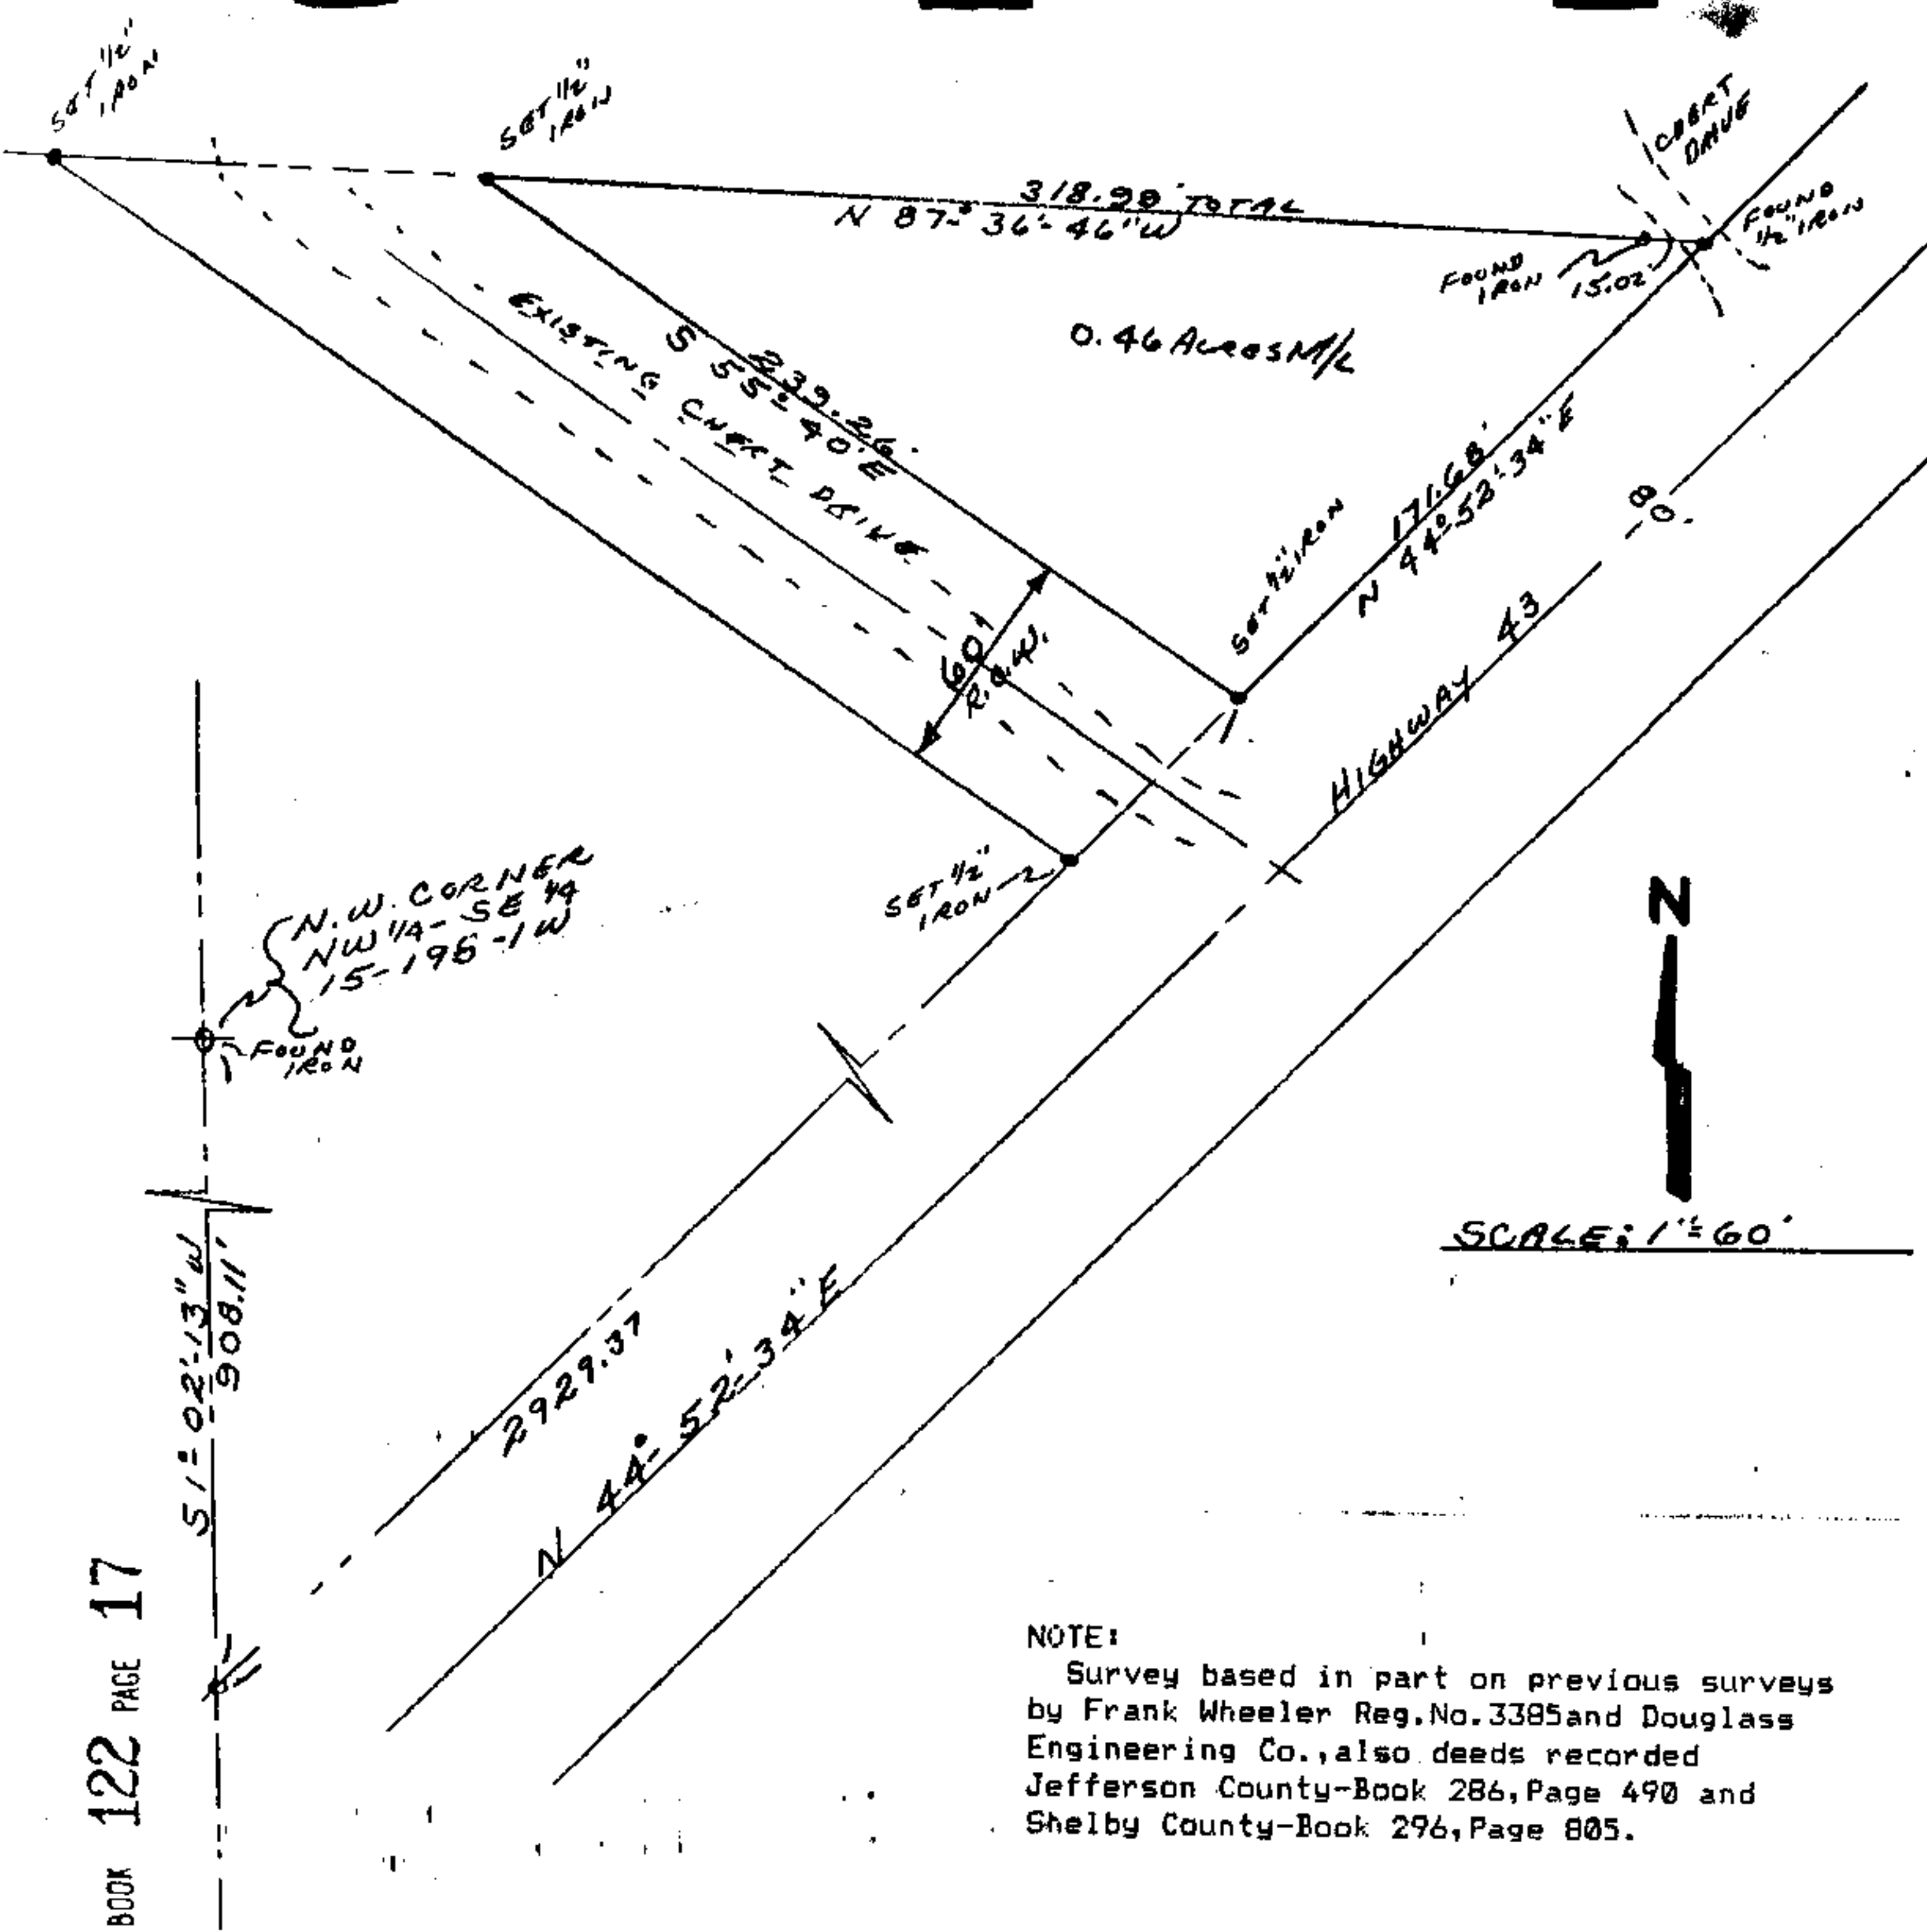 SET 1/2"
IRON
SET 1/2"
IRON
CHERT
DRIVE
318.98' TOTAL
N 87°-36'-46"W
FOUND
1/2" IRON
FOUND
IRON
15.02'
0.46 Acres M/L
EXISTING CHERT DRIVE
S 55°-40'E
171.68'
N 44°-52'-34"E
80'
SET 1/2" IRON
60'
R.O.W.
HIGHWAY 43
SET 1/2"
IRON
N.W. CORNER
NW 1/4 - SE 1/4
15-19S-1W
FOUND
IRON
N
SCALE: 1"=60'
S 1°-02'-13"W
908.11'
2929.37
N 44°-52'-34"E
BOOK 122 PAGE 17
NOTE:
Survey based in part on previous surveys
by Frank Wheeler Reg.No.3385and Douglass
Engineering Co.,also deeds recorded
Jefferson County-Book 286,Page 490 and
Shelby County-Book 296,Page 805.